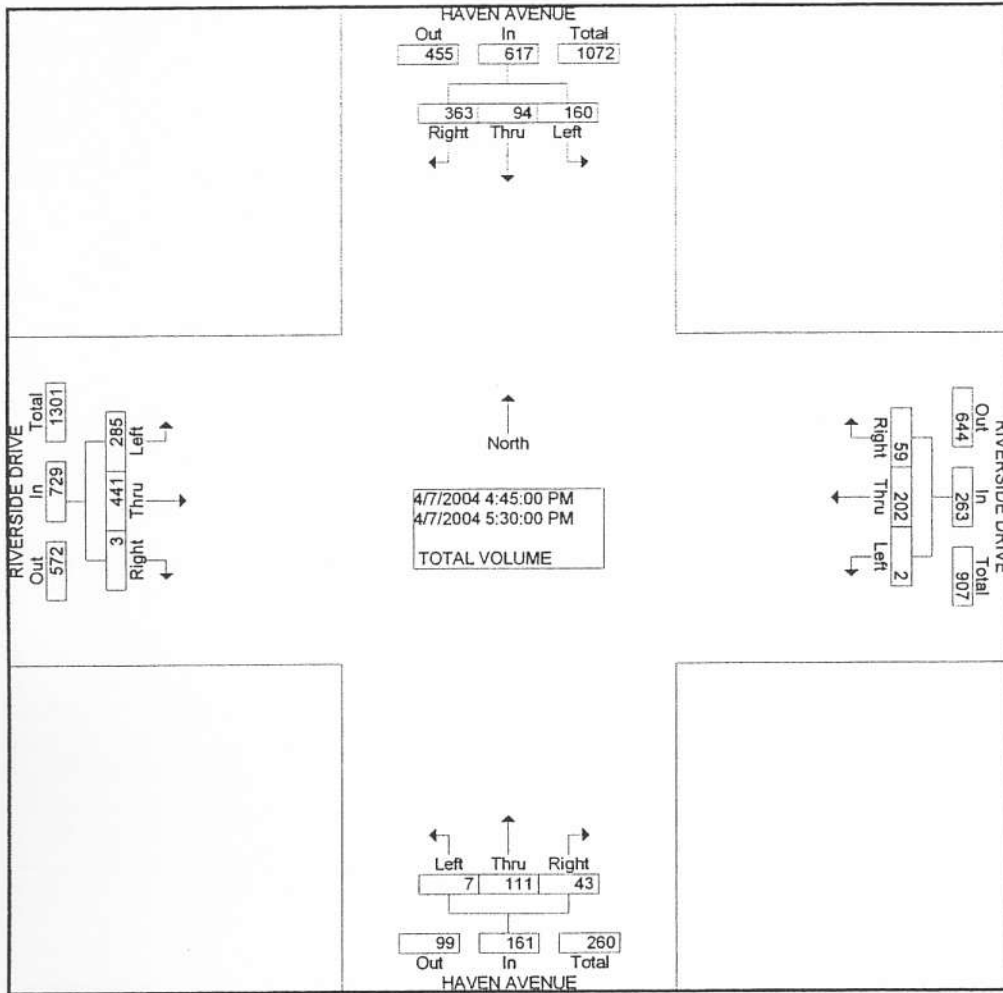 HAVEN AVENUE
Out In Total
455 617 1072
363 94 160
Right Thru Left
RIVERSIDE DRIVE
Total In Out
1301 729 572
285 441 3
Left Thru Right
North
4/7/2004 4:45:00 PM
4/7/2004 5:30:00 PM
TOTAL VOLUME
Right Thru Left
59 202 2
Out In Total
644 263 907
RIVERSIDE DRIVE
Left Thru Right
7 111 43
99 161 260
Out In Total
HAVEN AVENUE